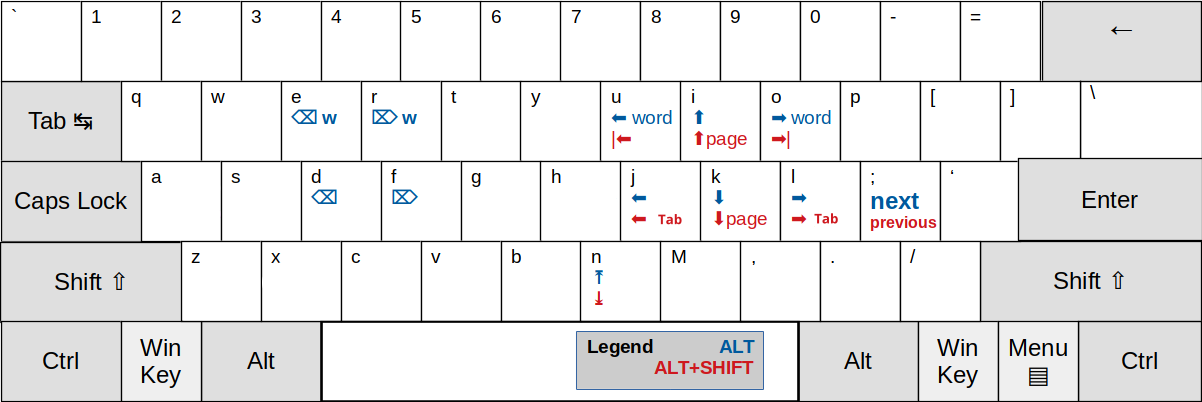 ` 1 2 3 4 5 6 7 8 9 0 - = ←
Tab ↹ q w e r t y u i o p [ ] \
⌫ w ⌦ w ⬅ word ⬆ ➡ word
|⬅ ⬆page ➡|
Caps Lock a s d f g h j k l ; ‘ Enter
⌫ ⌦ ⬅ ⬇ ➡ next
⬅ Tab ⬇page ➡ Tab previous
Shift ⇧ z x c v b n M , . / Shift ⇧
⤒
⤓
Ctrl Win Key Alt Alt Win Key Menu ▤ Ctrl
Legend ALT
ALT+SHIFT